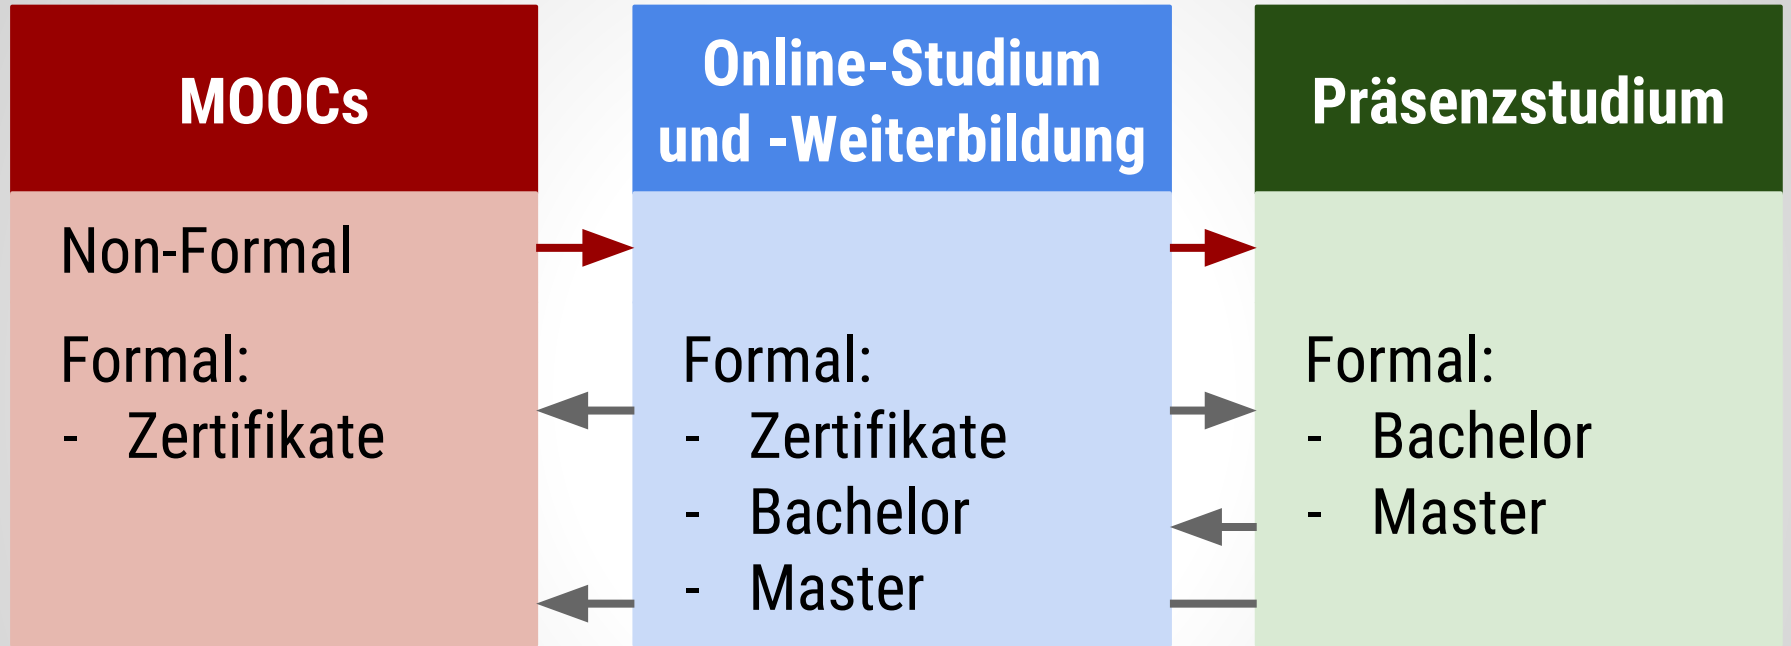 MOOCs
Non-Formal
Formal:
- Zertifikate
Online-Studium
und -Weiterbildung
Formal:
- Zertifikate
- Bachelor
- Master
Präsenzstudium
Formal:
- Bachelor
- Master